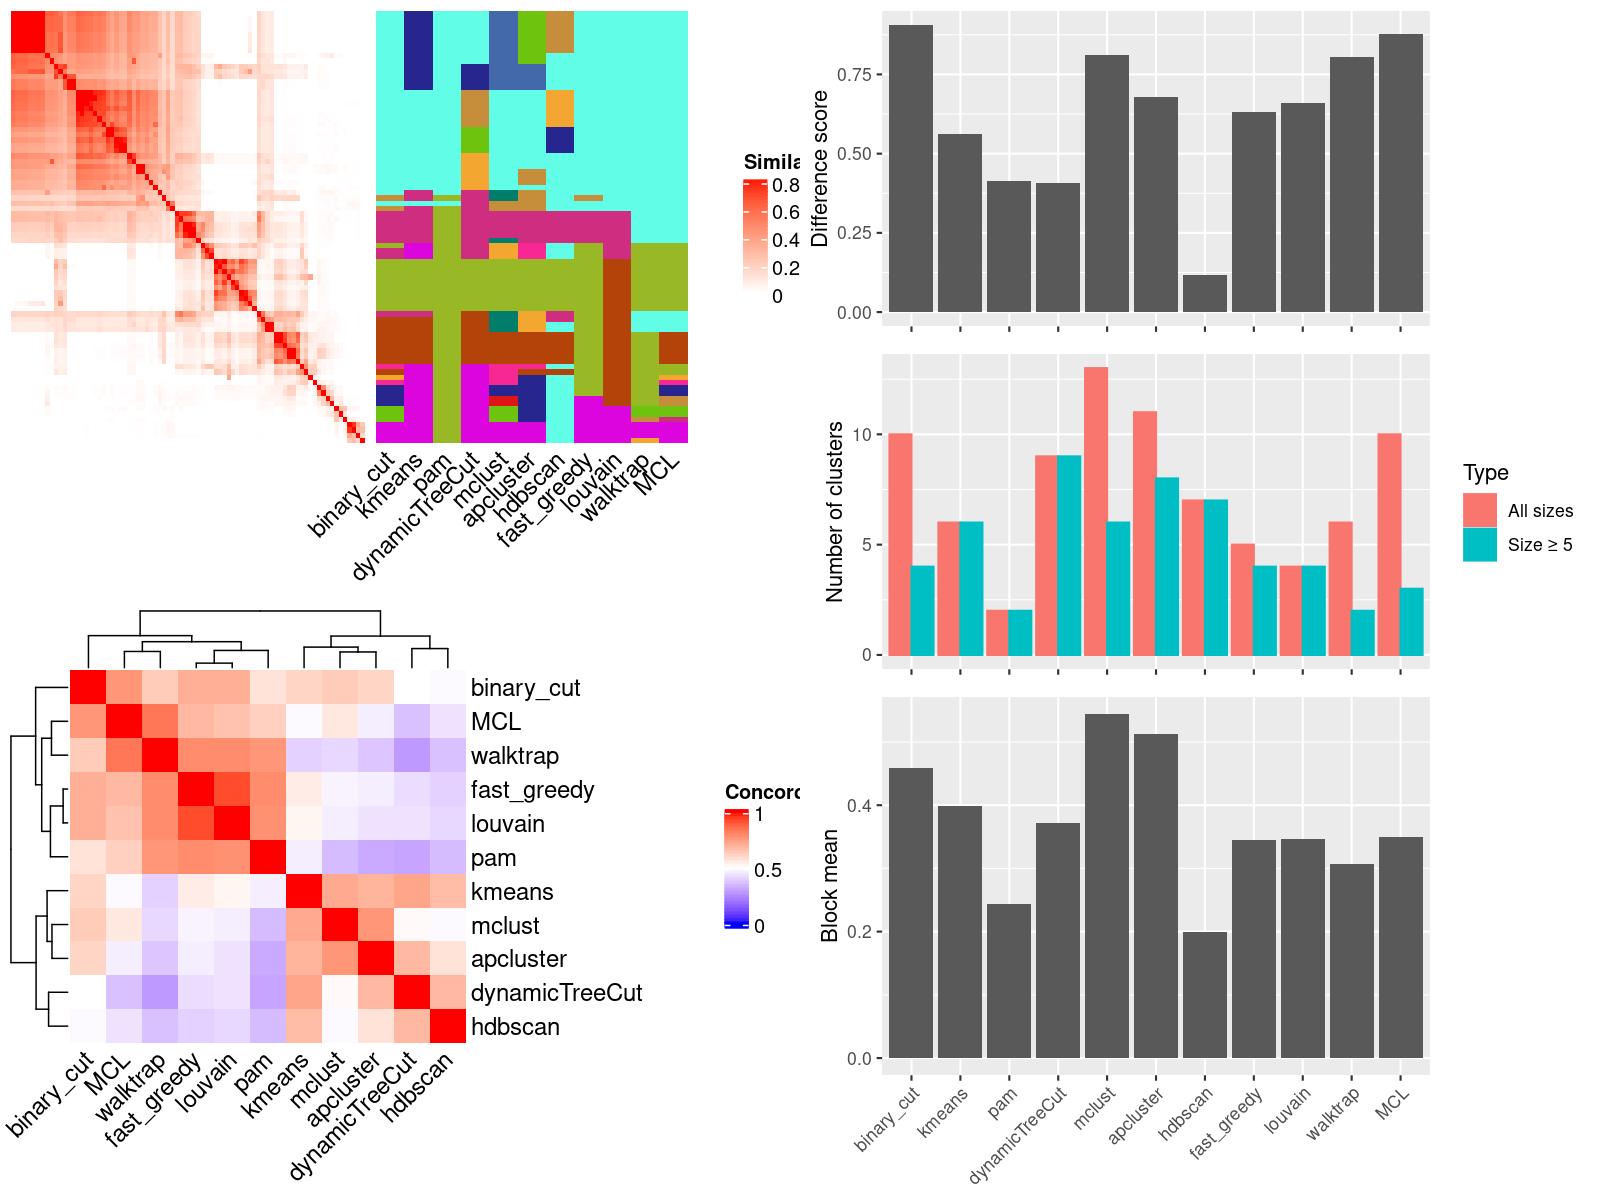 Simila
0.8
0.6
0.4
0.2
0
binary_cut
kmeans
pam
dynamicTreeCut
mclust
apcluster
hdbscan
fast_greedy
louvain
walktrap
MCL
binary_cut
MCL
walktrap
fast_greedy
louvain
pam
kmeans
mclust
apcluster
dynamicTreeCut
hdbscan
binary_cut
MCL
walktrap
fast_greedy
louvain
pam
kmeans
mclust
apcluster
dynamicTreeCut
hdbscan
Concord
1
0.5
0
Difference score
0.75
0.50
0.25
0.00
Number of clusters
10
5
0
Type
All sizes
Size ≥ 5
Block mean
0.4
0.2
0.0
binary_cut
kmeans
pam
dynamicTreeCut
mclust
apcluster
hdbscan
fast_greedy
louvain
walktrap
MCL